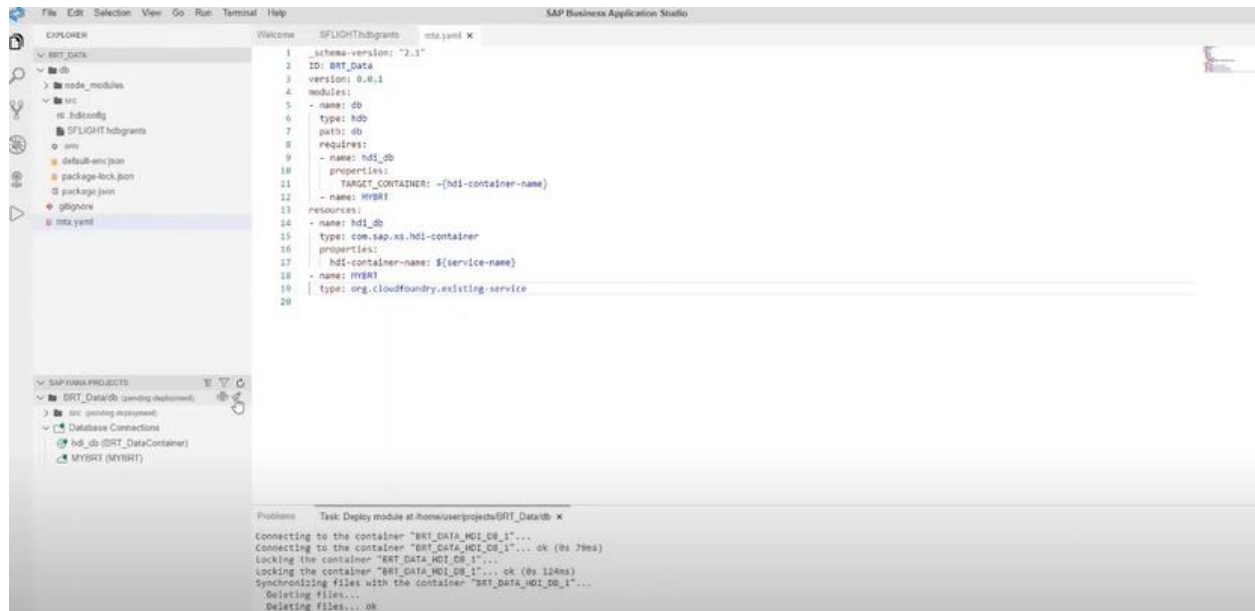 File Edit Selection View Go Run Terminal Help
SAP Business Application Studio
EXPLORER
BRT_DATA
db
node_modules
src
.hdiconfig
SFLIGHT.hdbgrants
.env
default-env.json
package-lock.json
package.json
.gitignore
mta.yaml
SAP HANA PROJECTS
BRT_Data/db (pending deployment)
src (pending deployment)
Database Connections
hdi_db (BRT_DataContainer)
MYBRT (MYBRT)
Welcome SFLIGHT.hdbgrants mta.yaml ×
1 _schema-version: "2.1"
2 ID: BRT_Data
3 version: 0.0.1
4 modules:
5 - name: db
6 type: hdb
7 path: db
8 requires:
9 - name: hdi_db
10 properties:
11 TARGET_CONTAINER: ~{hdi-container-name}
12 - name: MYBRT
13 resources:
14 - name: hdi_db
15 type: com.sap.xs.hdi-container
16 properties:
17 hdi-container-name: ${service-name}
18 - name: MYBRT
19 type: org.cloudfoundry.existing-service
20
Problems Task: Deploy module at /home/user/projects/BRT_Data/db ×
Connecting to the container "BRT_DATA_HDI_DB_1"...
Connecting to the container "BRT_DATA_HDI_DB_1"... ok (0s 79ms)
Locking the container "BRT_DATA_HDI_DB_1"...
Locking the container "BRT_DATA_HDI_DB_1"... ok (0s 124ms)
Synchronizing files with the container "BRT_DATA_HDI_DB_1"...
Deleting files...
Deleting files... ok